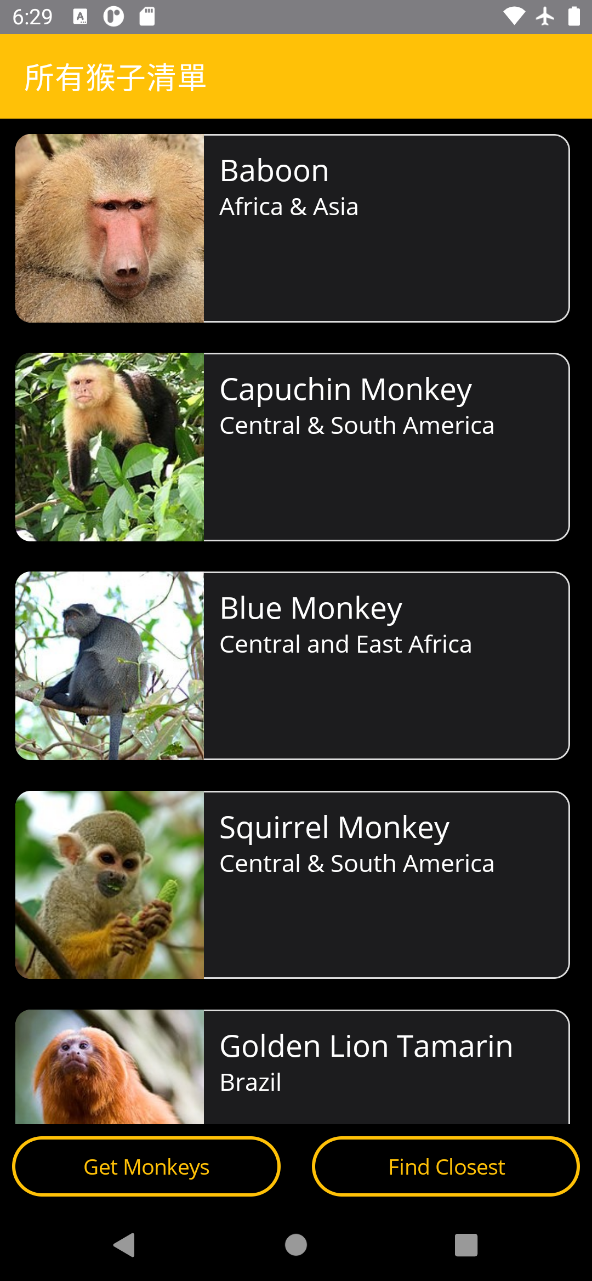 6:29
所有猴子清單
Baboon
Africa & Asia
Capuchin Monkey
Central & South America
Blue Monkey
Central and East Africa
Squirrel Monkey
Central & South America
Golden Lion Tamarin
Brazil
Get Monkeys
Find Closest